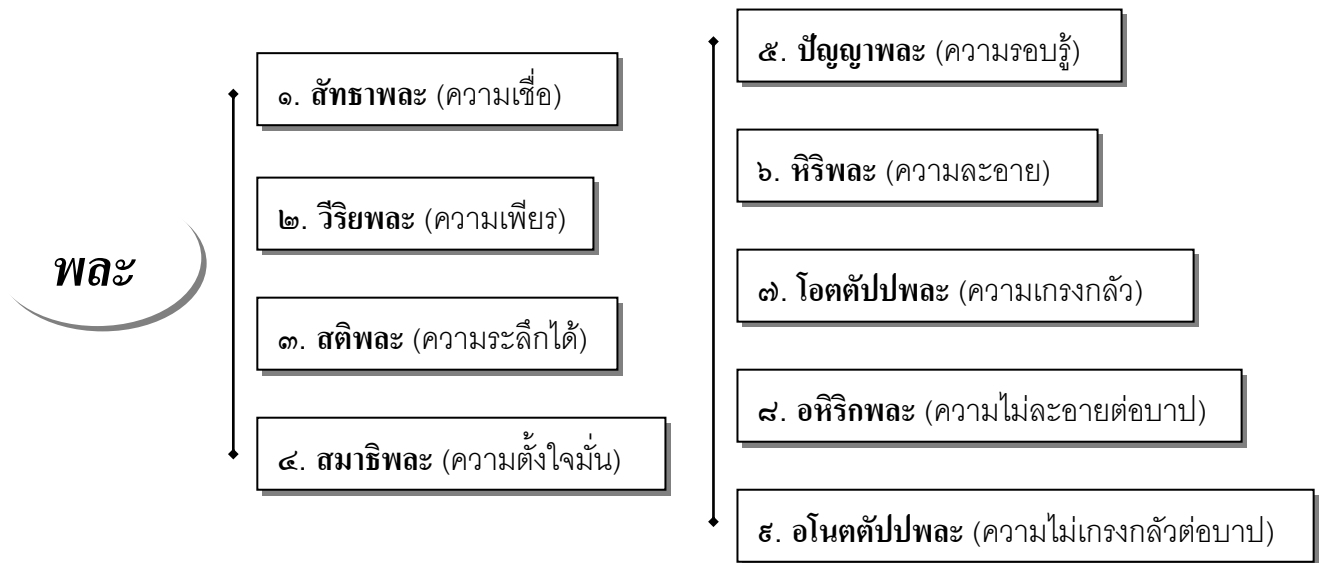 พละ
๑. สัทธาพละ (ความเชื่อ)
๒. วีริยพละ (ความเพียร)
๓. สติพละ (ความระลึกได้)
๔. สมาธิพละ (ความตั้งใจมั่น)
๕. ปัญญาพละ (ความรอบรู้)
๖. หิริพละ (ความละอาย)
๗. โอตตัปปพละ (ความเกรงกลัว)
๘. อหิริกพละ (ความไม่ละอายต่อบาป)
๙. อโนตตัปปพละ (ความไม่เกรงกลัวต่อบาป)